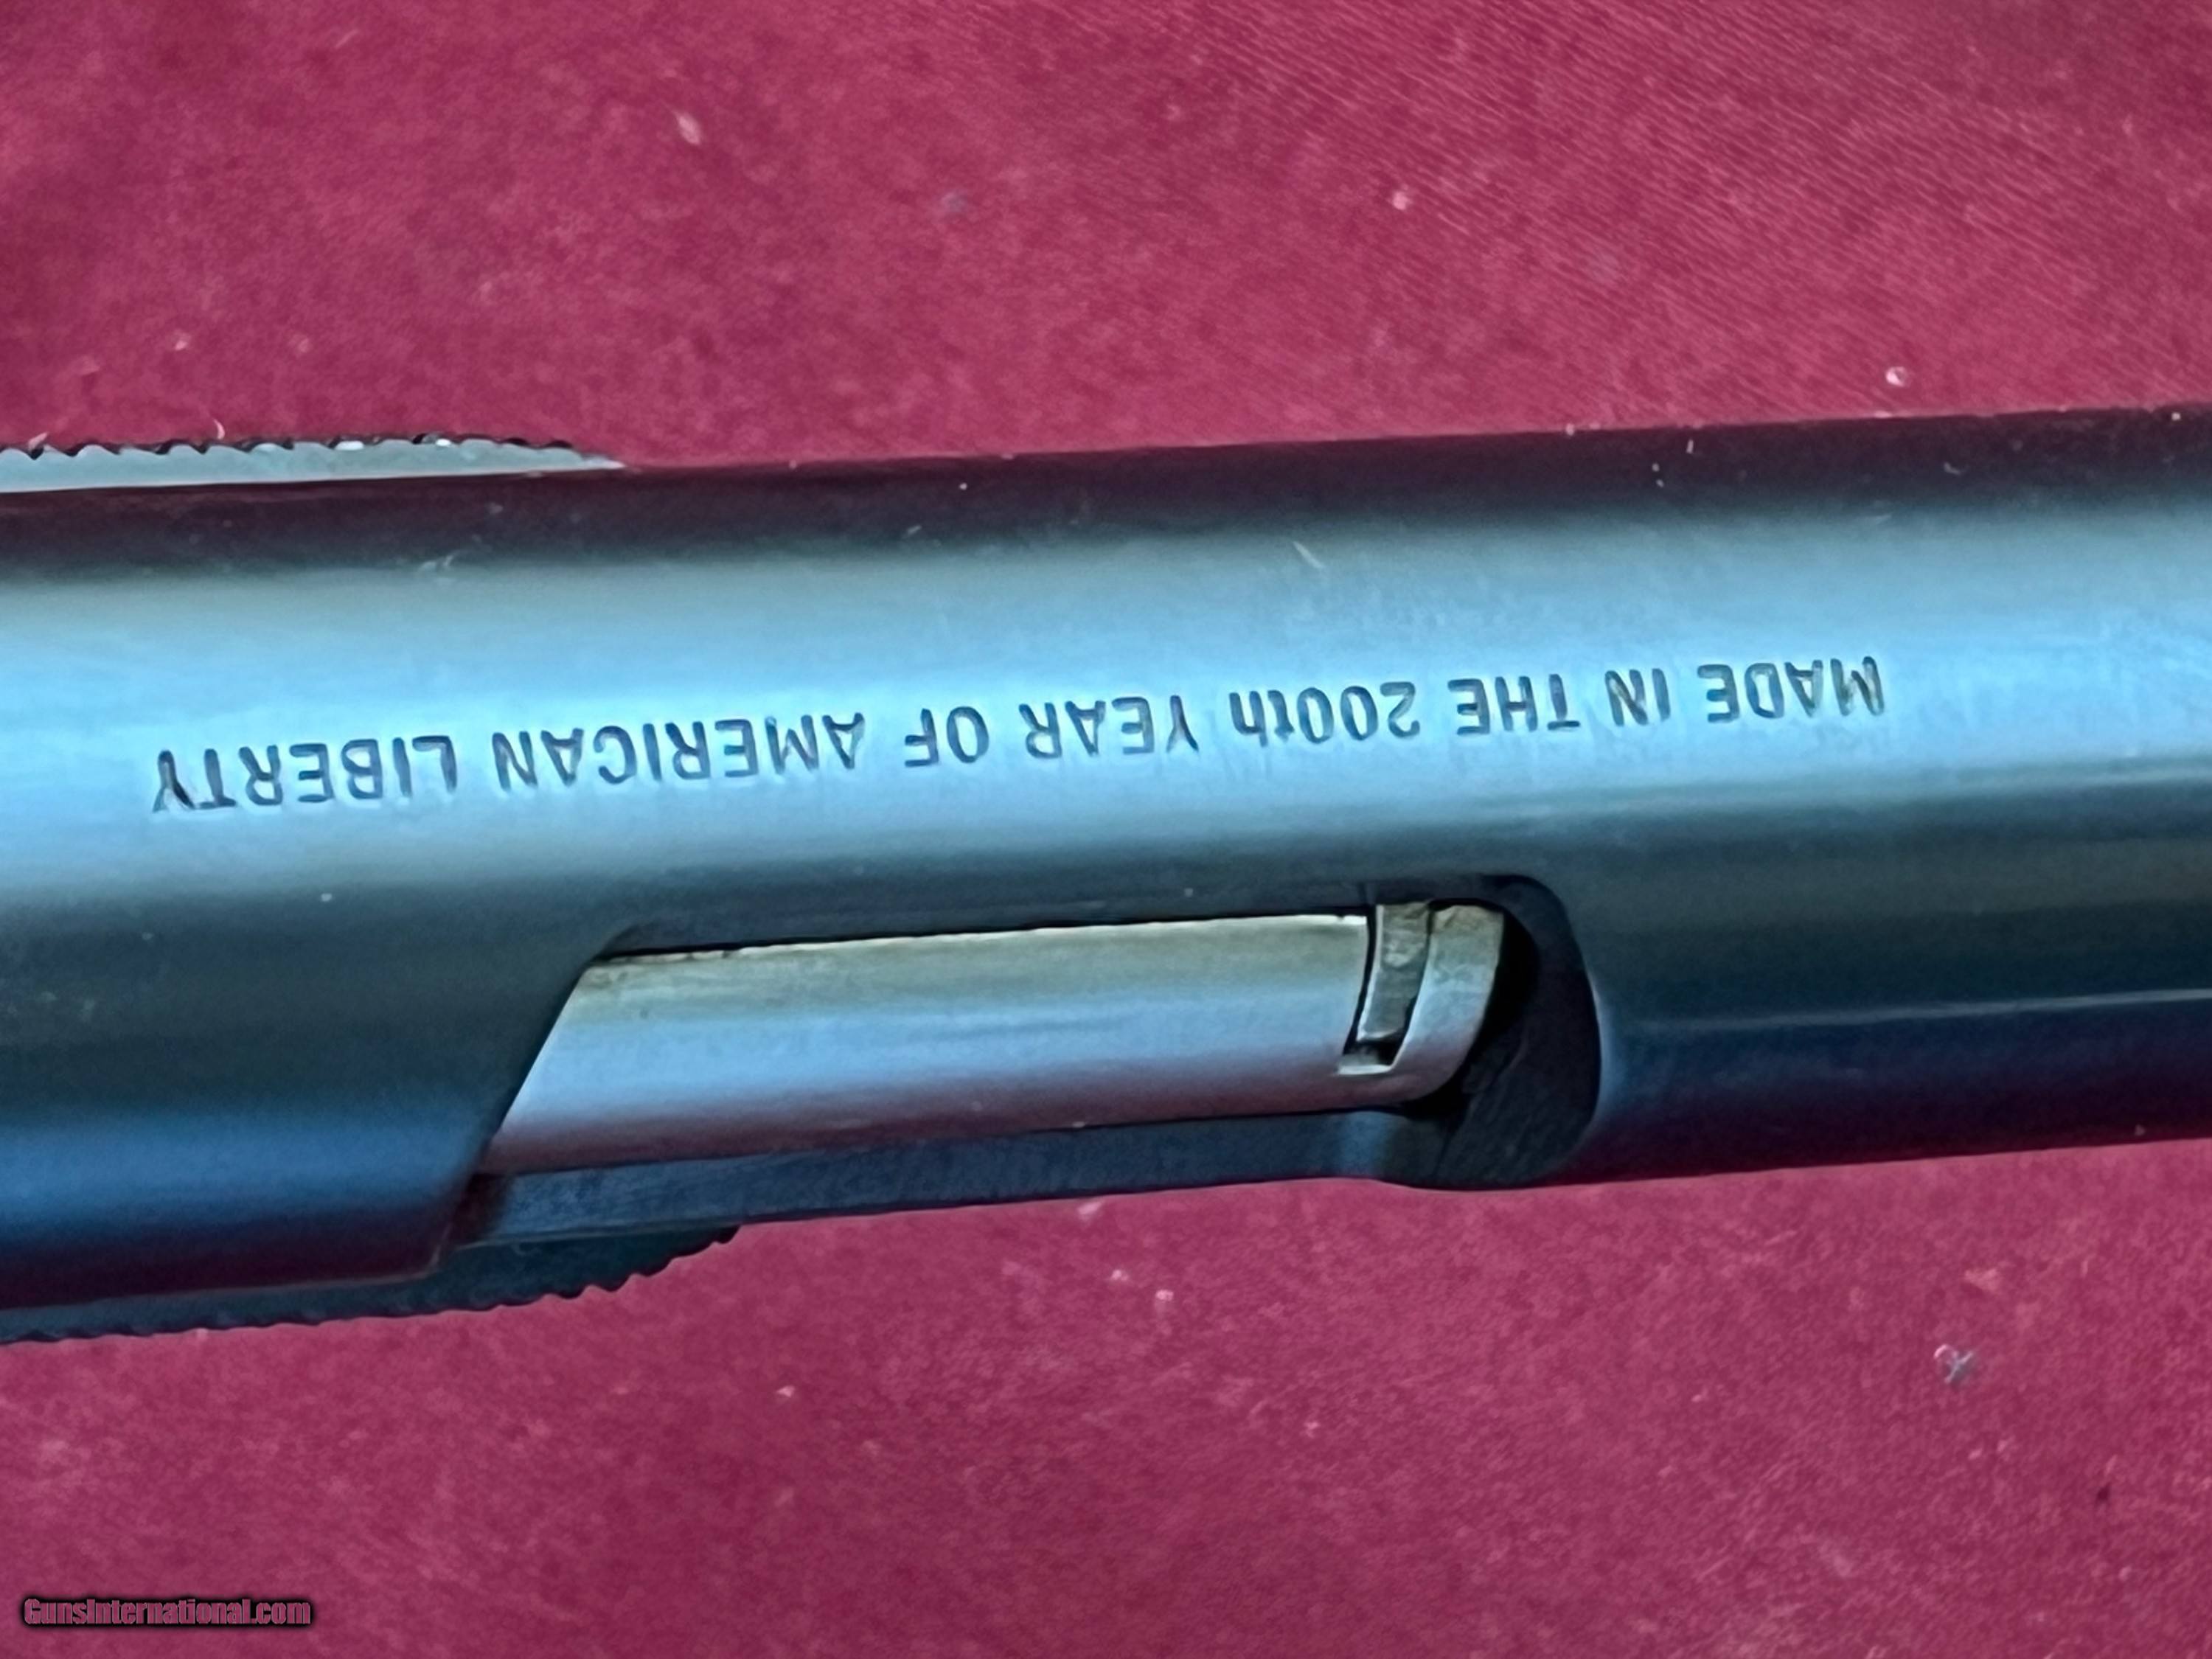 MADE IN THE 200th YEAR OF AMERICAN LIBERTY
GunsInternational.com